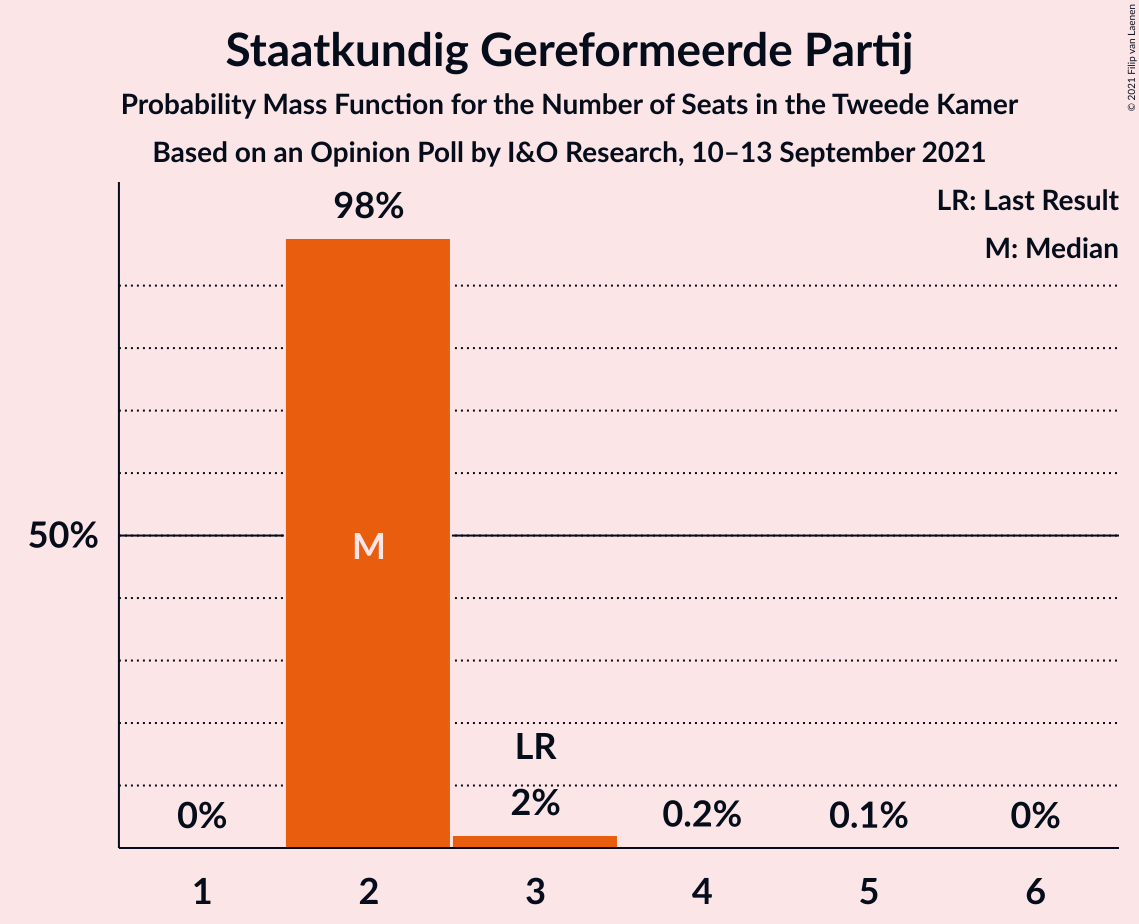 Staatkundig Gereformeerde Partij
Probability Mass Function for the Number of Seats in the Tweede Kamer
Based on an Opinion Poll by I&O Research, 10–13 September 2021
© 2021 Filip van Laenen
LR: Last Result
M: Median
98%
50%
M
LR
0%
2%
0.2%
0.1%
0%
1 2 3 4 5 6